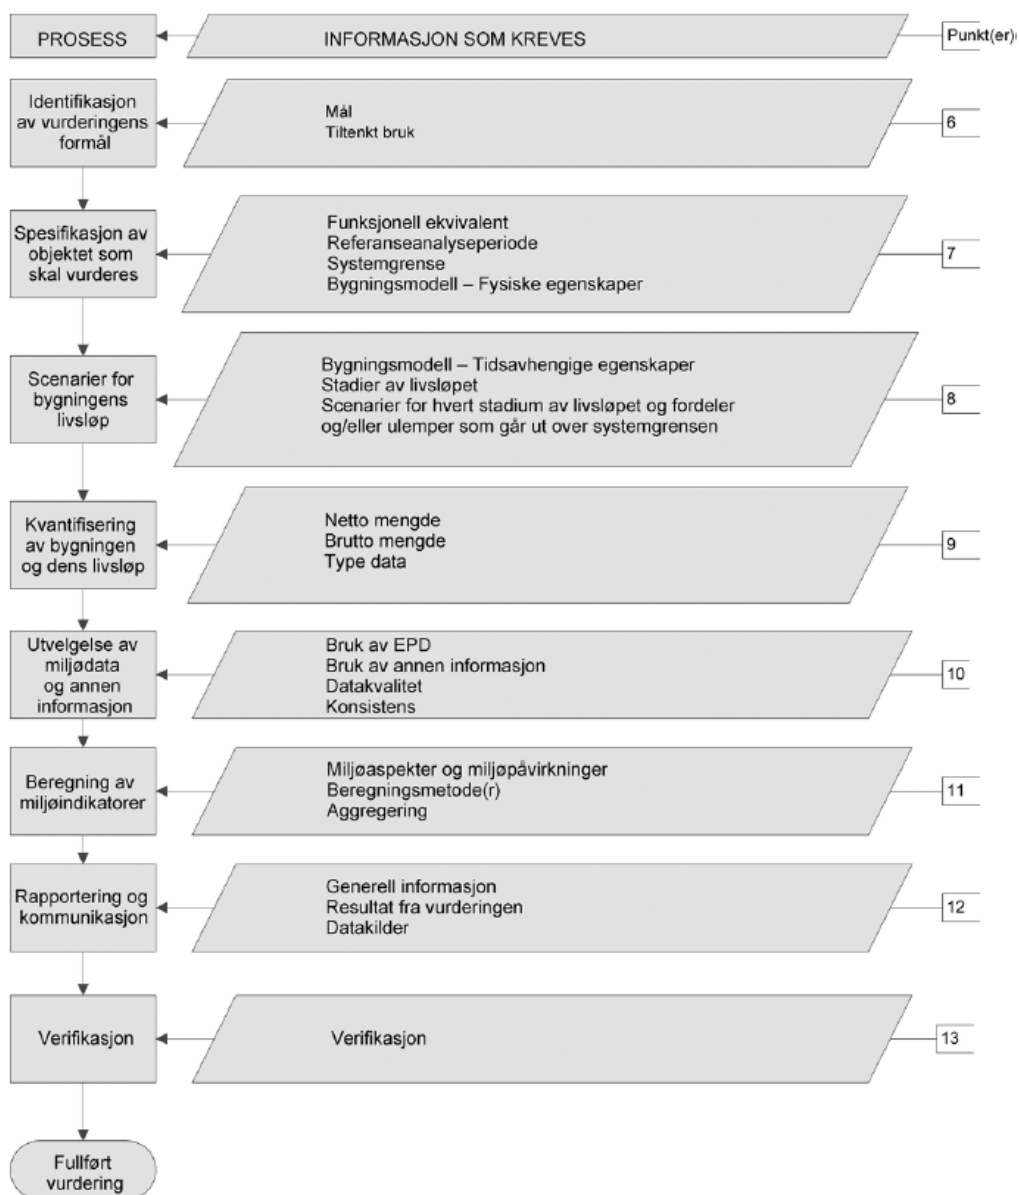 PROSESS
INFORMASJON SOM KREVES
Punkt(er)
Identifikasjon
av vurderingens
formål
Mål
Tiltenkt bruk
6
Spesifikasjon av
objektet som
skal vurderes
Funksjonell ekvivalent
Referanseanalyseperiode
Systemgrense
Bygningsmodell – Fysiske egenskaper
7
Scenarier for
bygningens
livsløp
Bygningsmodell – Tidsavhengige egenskaper
Stadier av livsløpet
Scenarier for hvert stadium av livsløpet og fordeler
og/eller ulemper som går ut over systemgrensen
8
Kvantifisering
av bygningen
og dens livsløp
Netto mengde
Brutto mengde
Type data
9
Utvelgelse av
miljødata
og annen
informasjon
Bruk av EPD
Bruk av annen informasjon
Datakvalitet
Konsistens
10
Beregning av
miljøindikatorer
Miljøaspekter og miljøpåvirkninger
Beregningsmetode(r)
Aggregering
11
Rapportering og
kommunikasjon
Generell informasjon
Resultat fra vurderingen
Datakilder
12
Verifikasjon
Verifikasjon
13
Fullført
vurdering